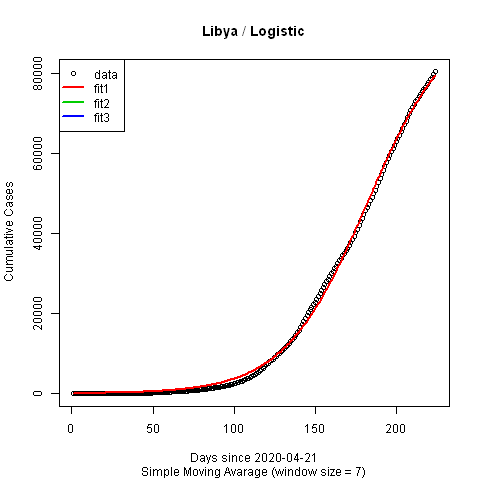 Libya / Logistic
data
fit1
fit2
fit3
Cumulative Cases
80000
60000
40000
20000
0
0 50 100 150 200
Days since 2020-04-21
Simple Moving Avarage (window size = 7)